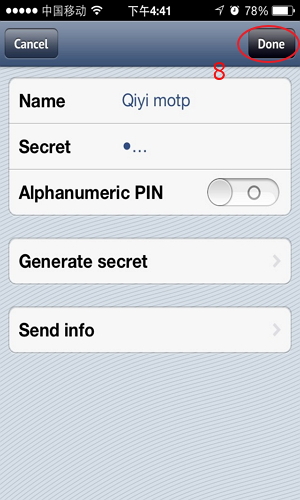 中国移动 下午4:41 78%
Cancel Done
8
Name Qiyi motp
Secret •...
Alphanumeric PIN
Generate secret
Send info